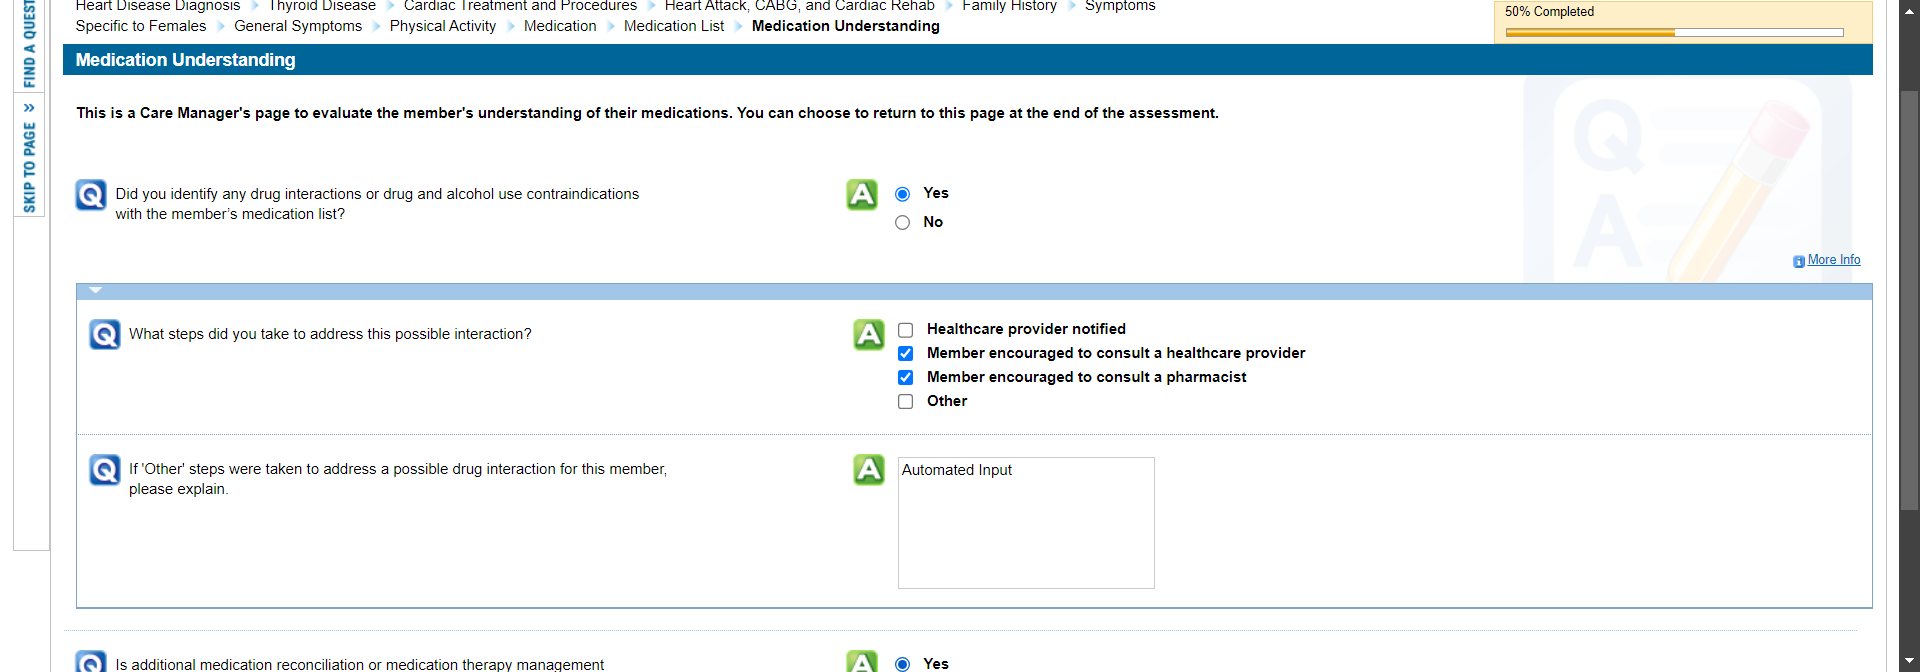 Heart Disease Diagnosis Thyroid Disease Cardiac Treatment and Procedures Heart Attack, CABG, and Cardiac Rehab Family History Symptoms
Specific to Females General Symptoms Physical Activity Medication Medication List Medication Understanding
50% Completed
FIND A QUEST
SKIP TO PAGE »
Medication Understanding
This is a Care Manager's page to evaluate the member's understanding of their medications. You can choose to return to this page at the end of the assessment.
Q Did you identify any drug interactions or drug and alcohol use contraindications
with the member’s medication list?
A Yes
No
Q
A
More Info
Q What steps did you take to address this possible interaction?
A Healthcare provider notified
Member encouraged to consult a healthcare provider
Member encouraged to consult a pharmacist
Other
Q If 'Other' steps were taken to address a possible drug interaction for this member,
please explain.
A Automated Input
Q Is additional medication reconciliation or medication therapy management
A Yes